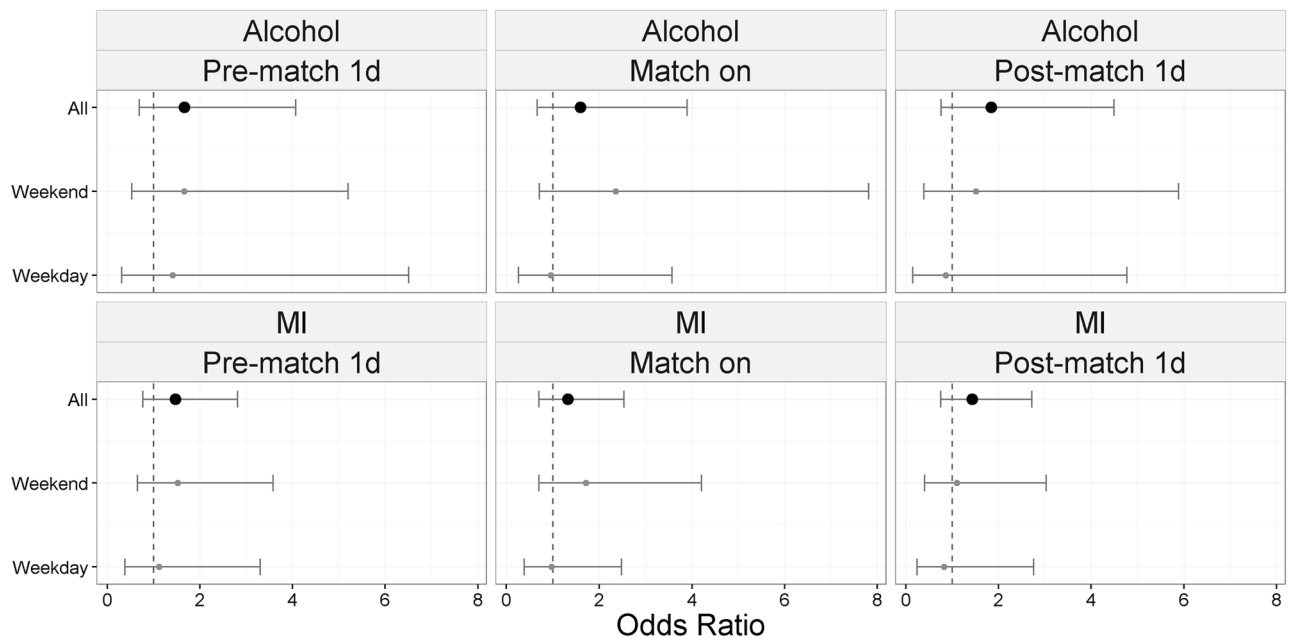 Alcohol Alcohol Alcohol
Pre-match 1d Match on Post-match 1d
All
Weekend
Weekday
MI MI MI
Pre-match 1d Match on Post-match 1d
All
Weekend
Weekday
0 2 4 6 8 0 2 4 6 8 0 2 4 6 8
Odds Ratio